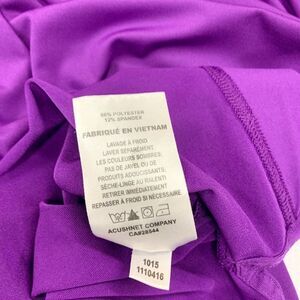 88% POLYESTER
12% SPANDEX
FABRIQUÉ EN VIETNAM
LAVAGE À FROID
LAVER SÉPARÉMENT
LES COULEURS SOMBRES
PAS DE JAVEL OU DE
PRODUITS ADOUCISSANTS
SÈCHE-LINGE AU RALENTI
RETIRER IMMÉDIATEMENT
REPASSER À FROID SI NÉCESSAIRE
ACUSHNET COMPANY
CA#28544
1015
1110416